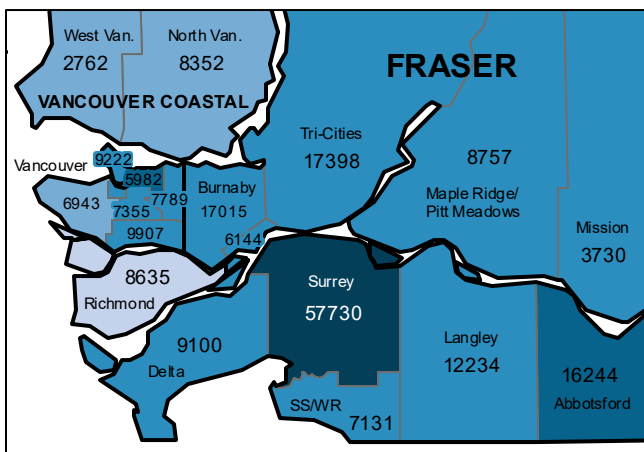 West Van.
2762
North Van.
8352
FRASER
VANCOUVER COASTAL
Tri-Cities
17398
8757
Maple Ridge/
Pitt Meadows
Mission
3730
Vancouver
9222
5982
7789
6943
7355
9907
Burnaby
17015
6144
8635
Richmond
Surrey
57730
9100
Delta
Langley
12234
16244
Abbotsford
SS/WR
7131